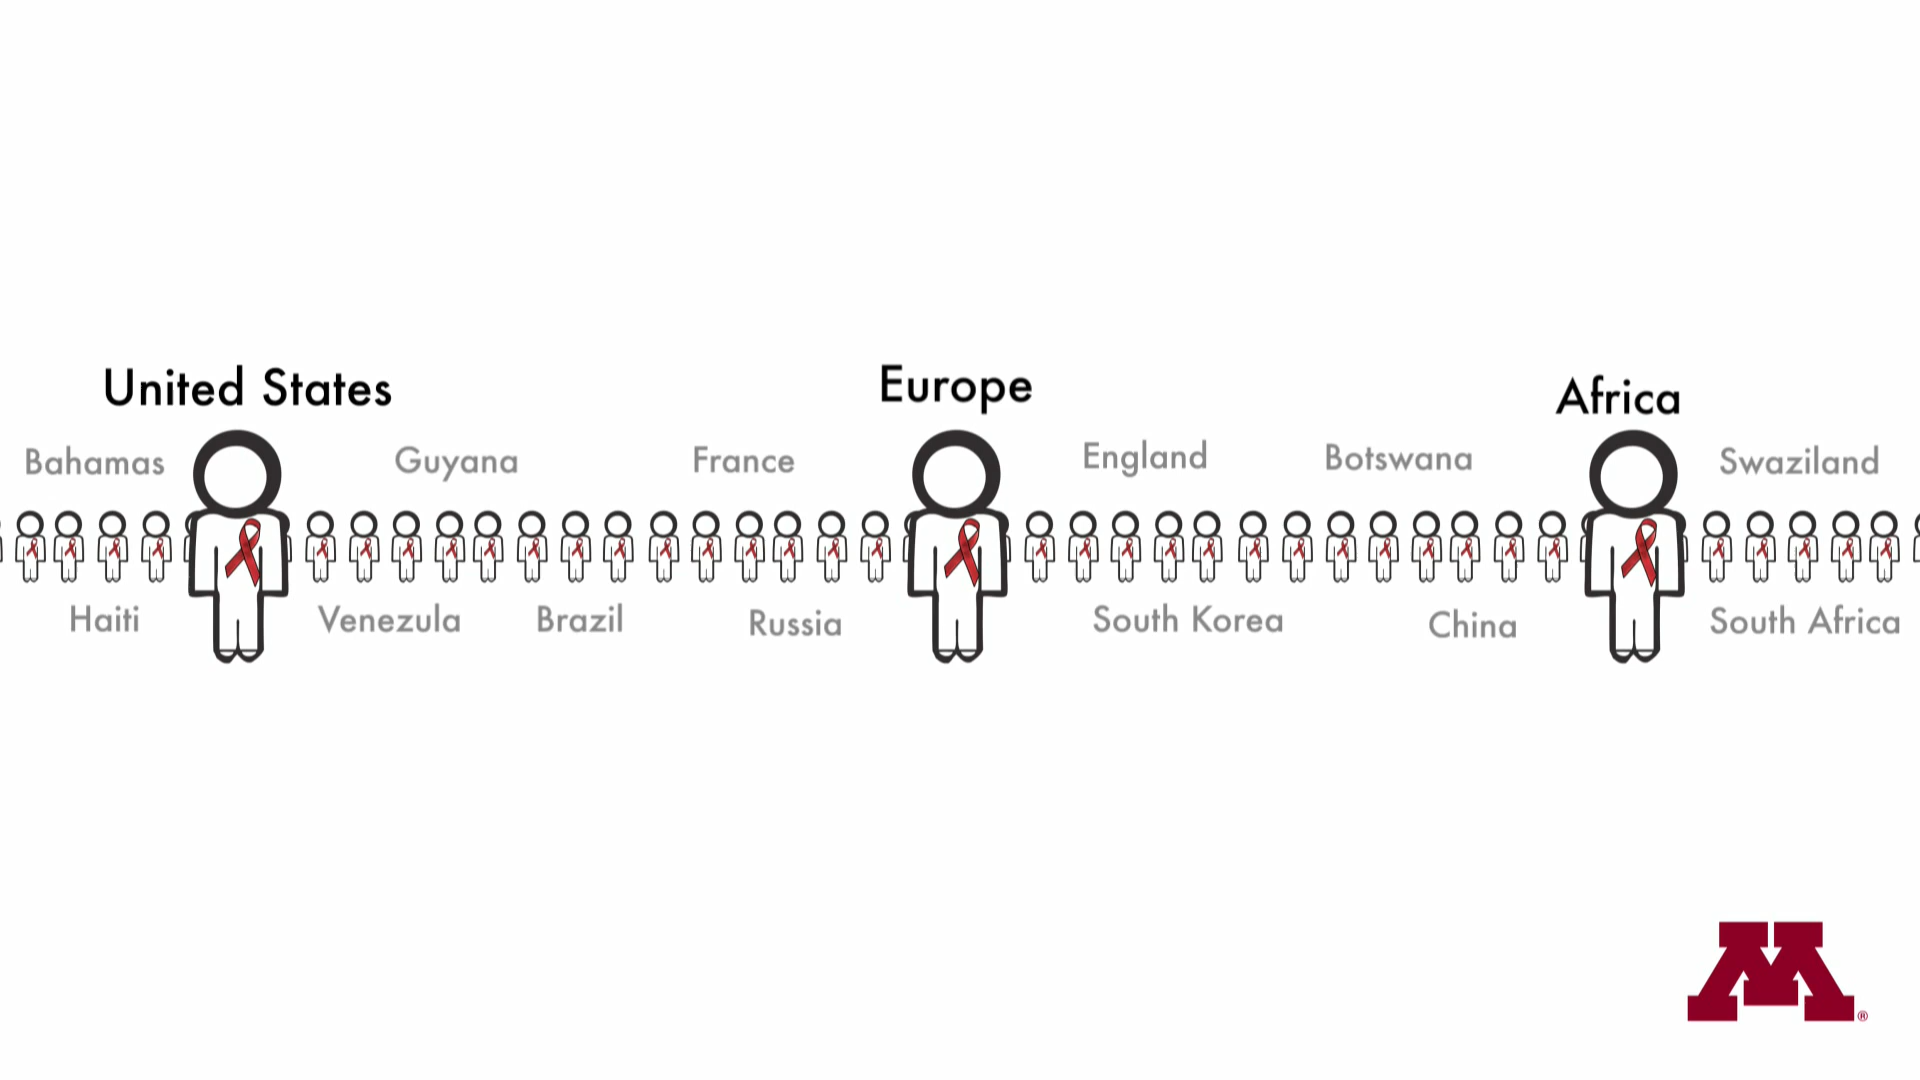 United States
Europe
Africa
Bahamas
Guyana
France
England
Botswana
Swaziland
Haiti
Venezula
Brazil
Russia
South Korea
China
South Africa
M
®